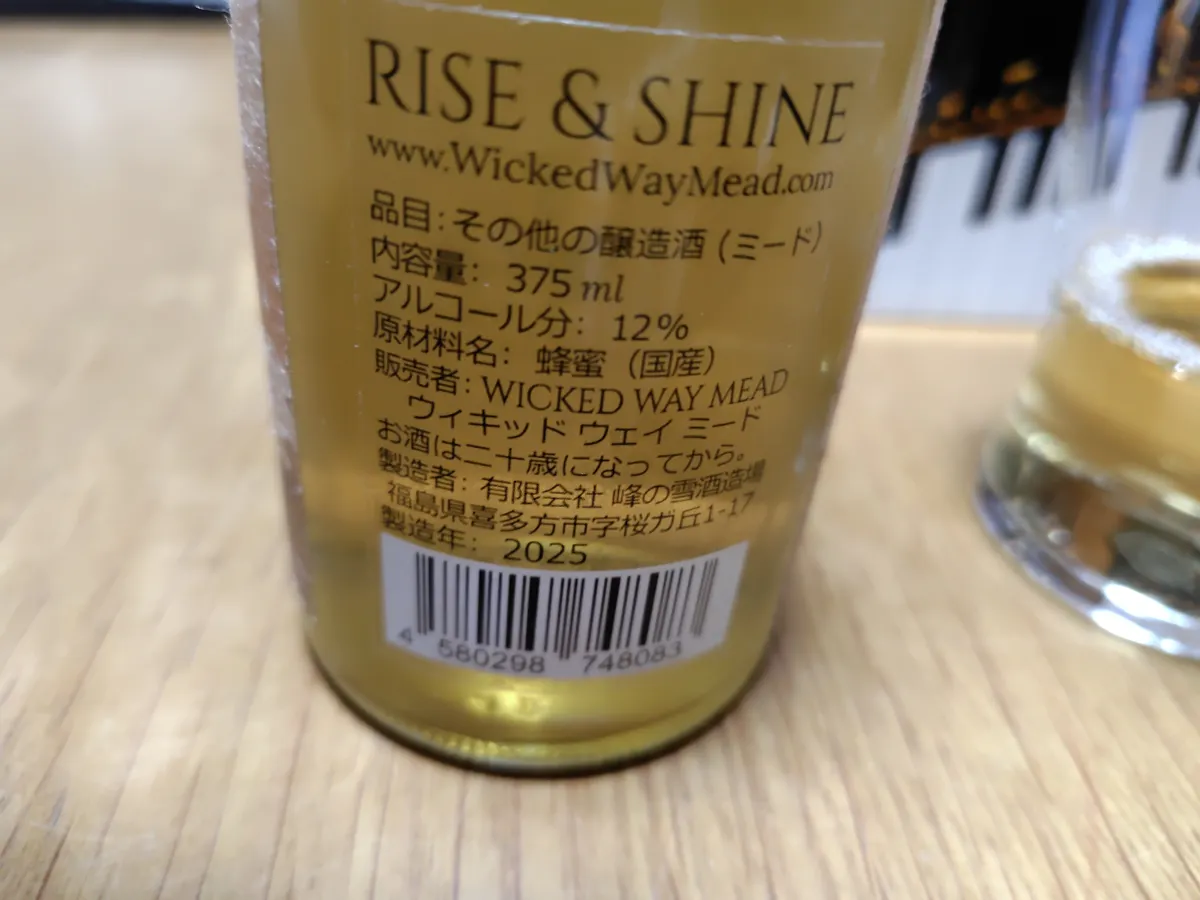 RISE & SHINE
www.WickedWayMead.com
品目:その他の醸造酒 (ミード)
内容量: 375 ml
アルコール分: 12%
原材料名: 蜂蜜 (国産)
販売者: WICKED WAY MEAD
ウィキッド ウェイ ミード
お酒は二十歳になってから。
製造者: 有限会社 峰の雪酒造場
福島県喜多方市字桜ガ丘1-17
製造年: 2025
4 580298 748083